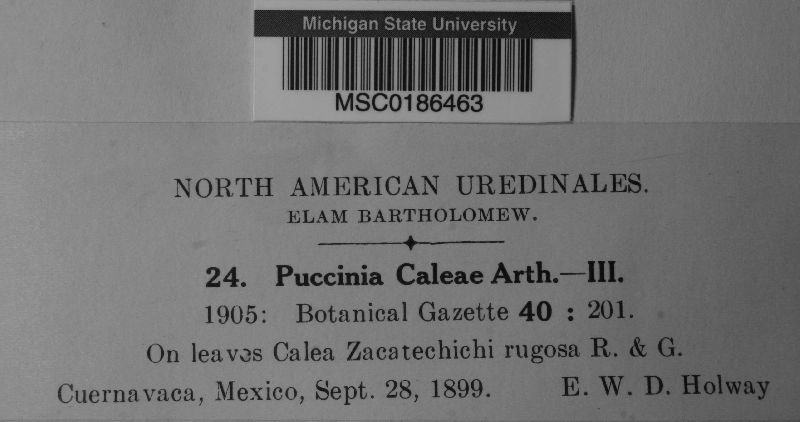 Michigan State University
MSC0186463
NORTH AMERICAN UREDINALES.
ELAM BARTHOLOMEW.
24. Puccinia Caleae Arth.—III.
1905: Botanical Gazette 40 : 201.
On leaves Calea Zacatechichi rugosa R. & G.
Cuernavaca, Mexico, Sept. 28, 1899. E. W. D. Holway